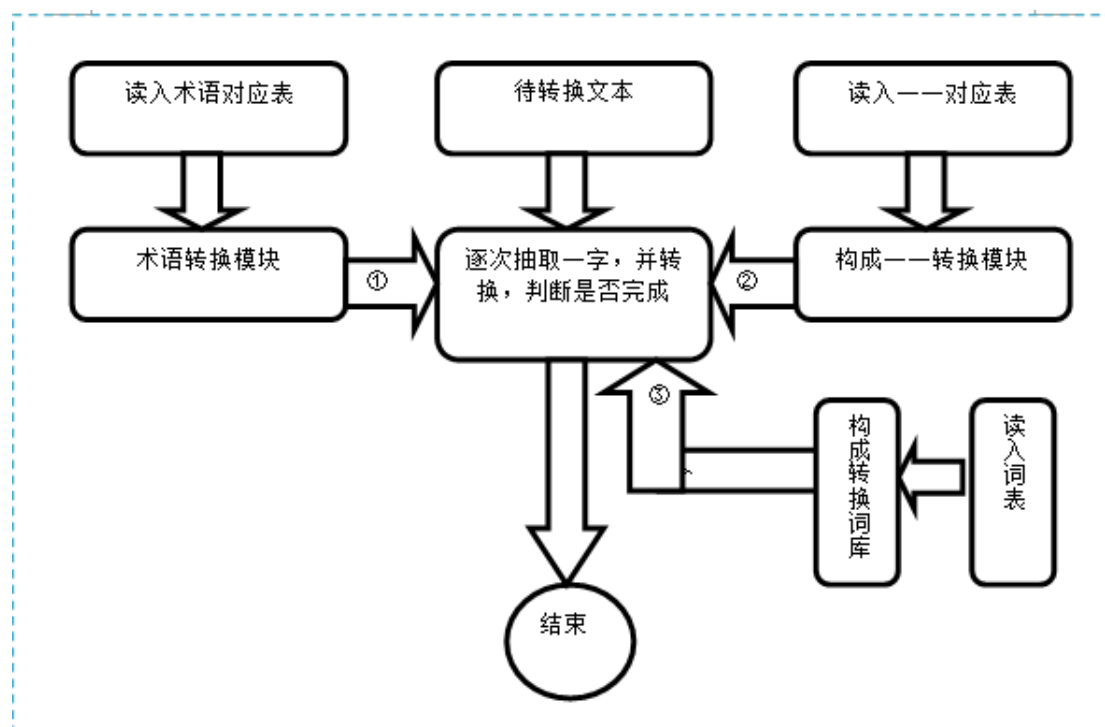 读入术语对应表
待转换文本
读入一一对应表
术语转换模块
①
逐次抽取一字，并转
换，判断是否完成
②
构成一一转换模块
③
构成转换词库
读入词表
结束